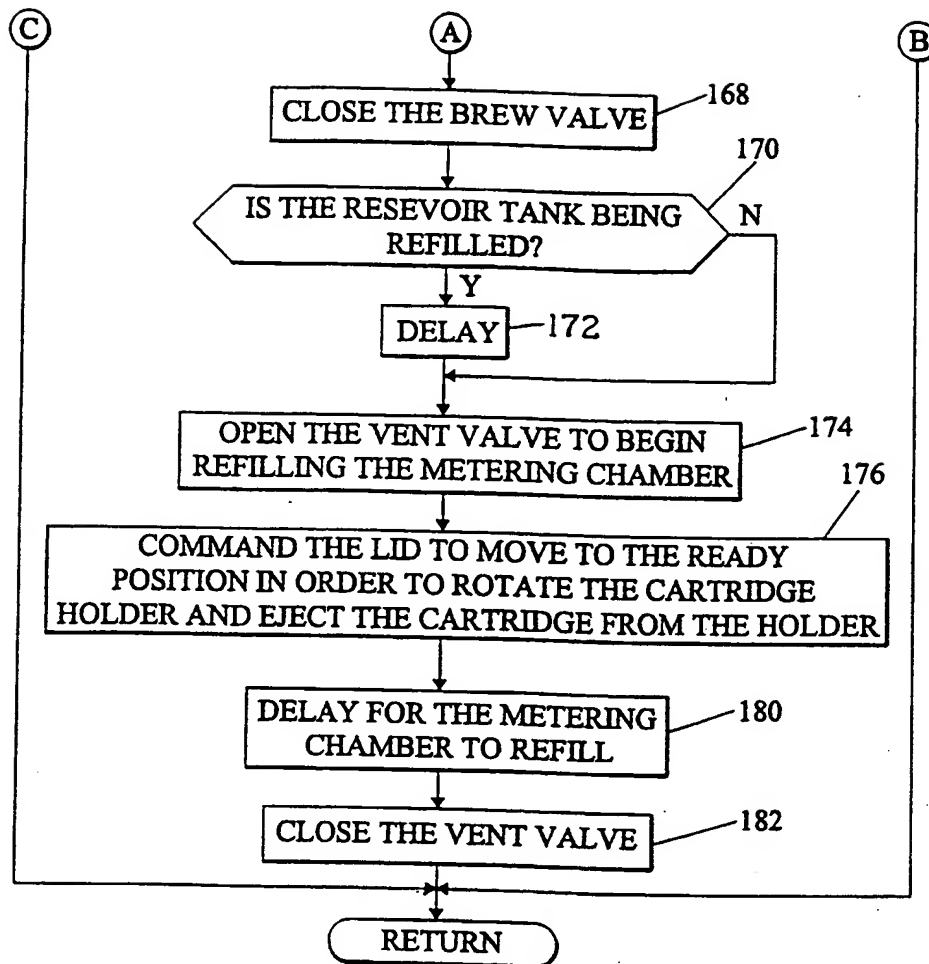 C
A
B
CLOSE THE BREW VALVE
168
170
IS THE RESEVOIR TANK BEING
REFILLED?
N
Y
DELAY
172
OPEN THE VENT VALVE TO BEGIN
REFILLING THE METERING CHAMBER
174
176
COMMAND THE LID TO MOVE TO THE READY
POSITION IN ORDER TO ROTATE THE CARTRIDGE
HOLDER AND EJECT THE CARTRIDGE FROM THE HOLDER
DELAY FOR THE METERING
CHAMBER TO REFILL
180
CLOSE THE VENT VALVE
182
RETURN